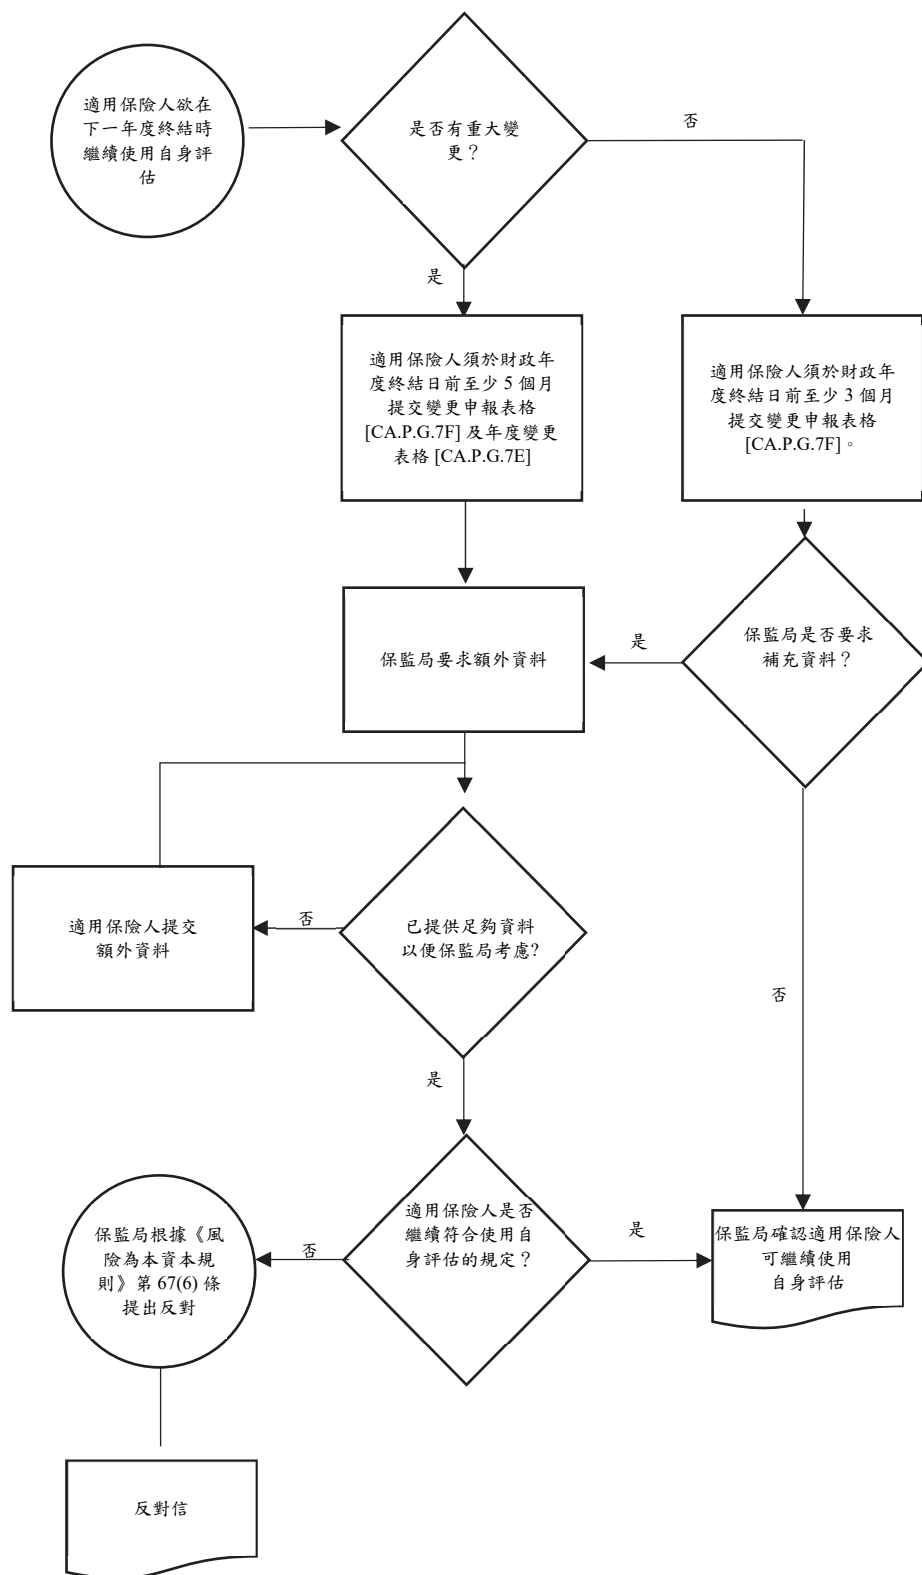 適用保險人欲在
下一年度終結時
繼續使用自身評
估
是否有重大變
更？
否
是
適用保險人須於財政年
度終結日前至少 5 個月
提交變更申報表格
[CA.P.G.7F] 及年度變更
表格 [CA.P.G.7E]
適用保險人須於財政年
度終結日前至少 3 個月
提交變更申報表格
[CA.P.G.7F]。
保監局要求額外資料
是
保監局是否要求
補充資料？
適用保險人提交
額外資料
否
已提供足夠資料
以便保監局考慮?
否
是
保監局根據《風
險為本資本規
則》第 67(6) 條
提出反對
否
適用保險人是否
繼續符合使用自
身評估的規定？
是
保監局確認適用保險人
可繼續使用
自身評估
反對信